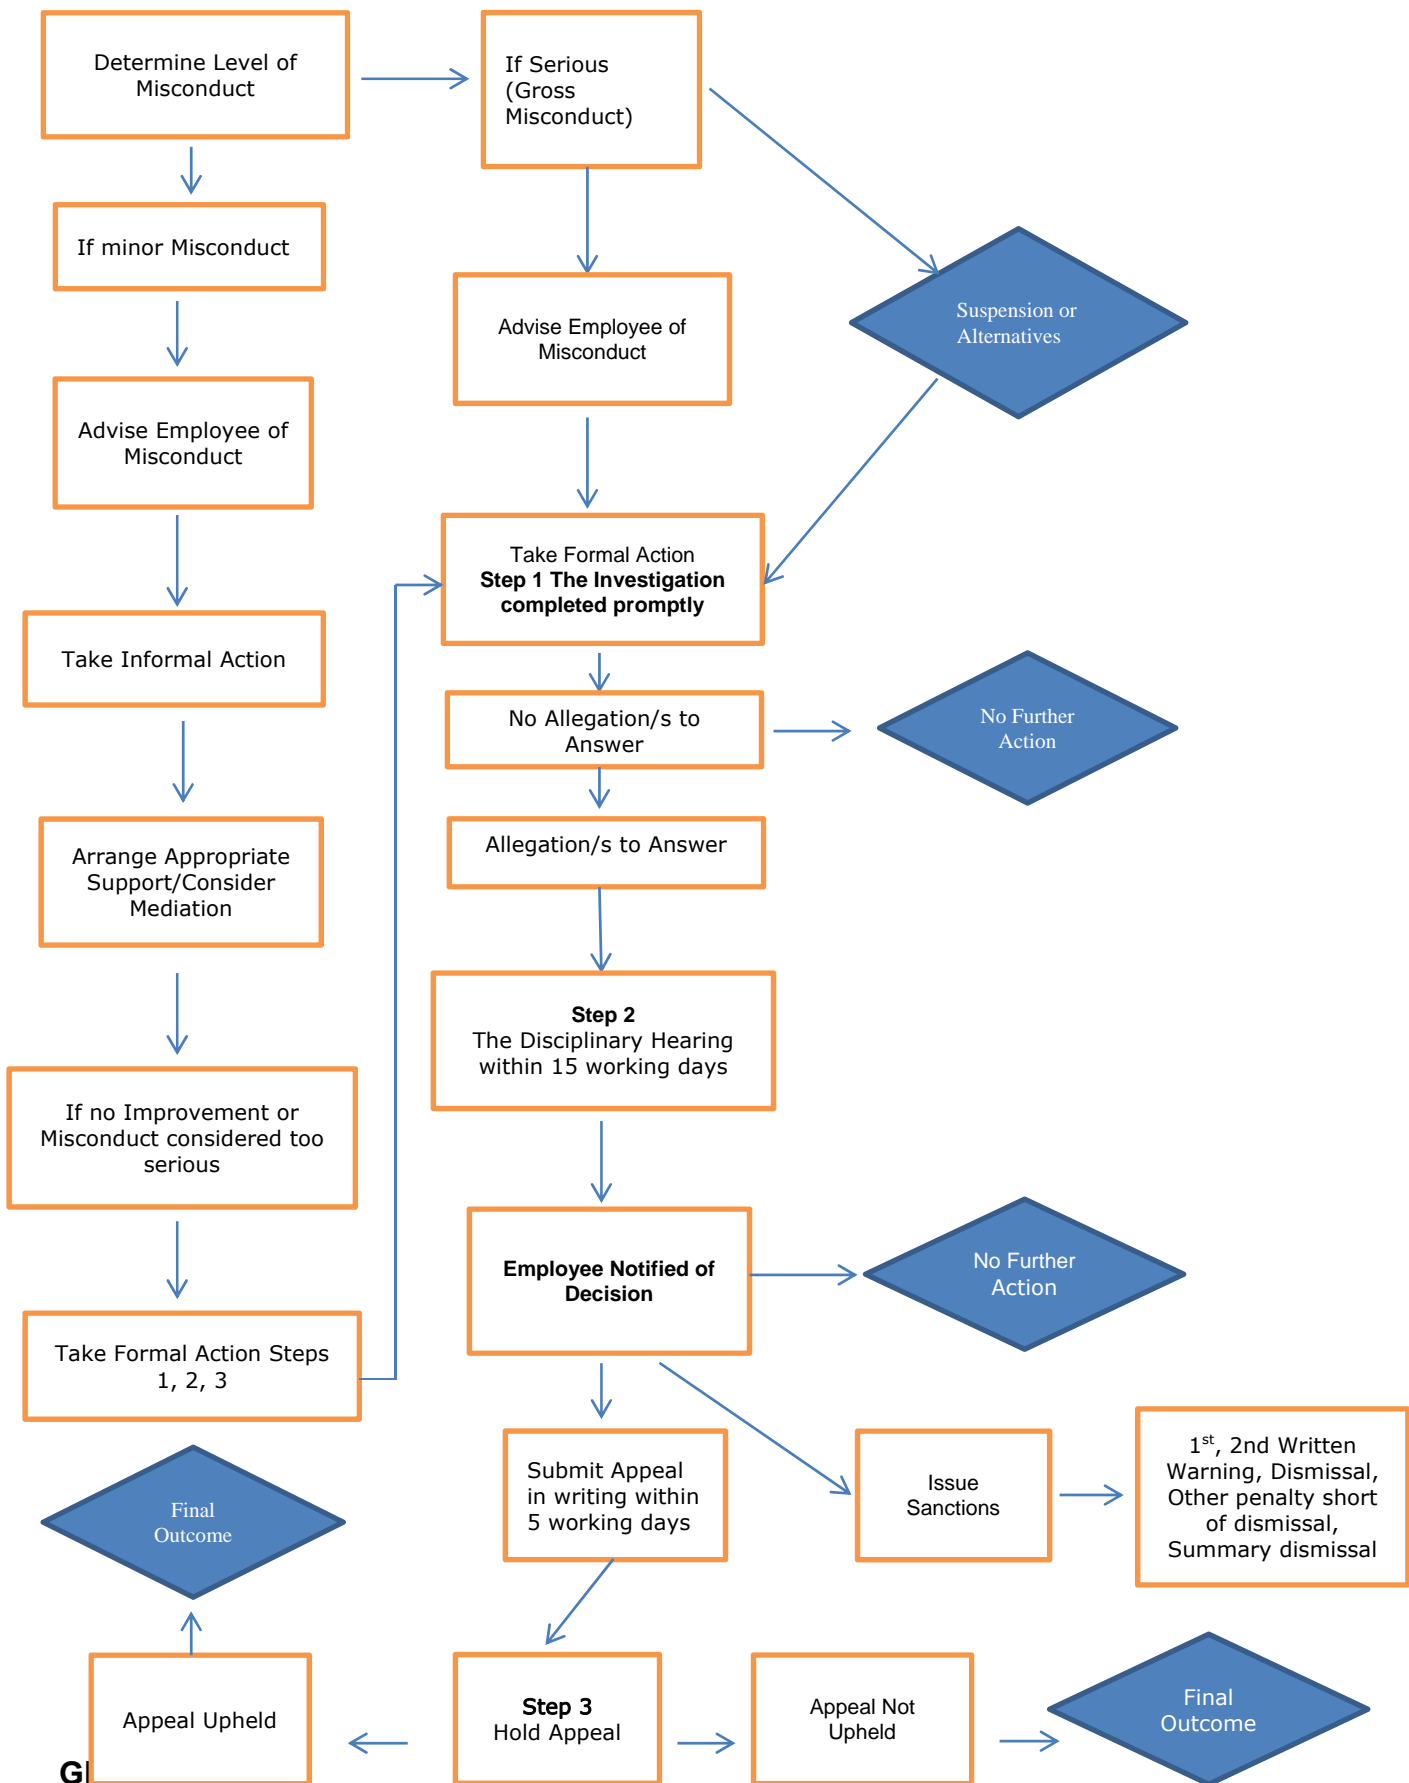 Determine Level of
Misconduct
If Serious
(Gross
Misconduct)
If minor Misconduct
Advise Employee of
Misconduct
Suspension or
Alternatives
Advise Employee of
Misconduct
Take Formal Action
Step 1 The Investigation
completed promptly
Take Informal Action
No Allegation/s to
Answer
No Further
Action
Allegation/s to Answer
Arrange Appropriate
Support/Consider
Mediation
Step 2
The Disciplinary Hearing
within 15 working days
If no Improvement or
Misconduct considered too
serious
Employee Notified of
Decision
No Further
Action
Take Formal Action Steps
1, 2, 3
Submit Appeal
in writing within
5 working days
Issue
Sanctions
1st, 2nd Written
Warning, Dismissal,
Other penalty short
of dismissal,
Summary dismissal
Final
Outcome
Appeal Upheld
Step 3
Hold Appeal
Appeal Not
Upheld
Final
Outcome